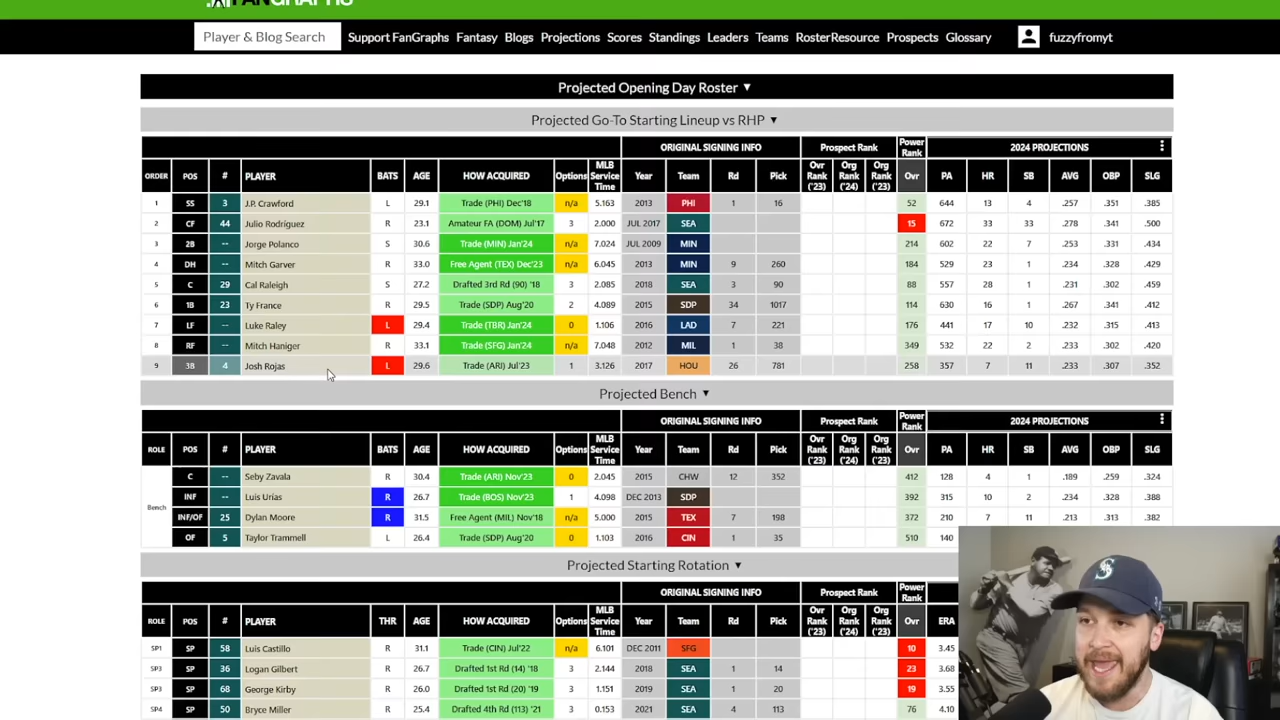 FANGRAPHS
Player & Blog Search Support FanGraphs Fantasy Blogs Projections Scores Standings Leaders Teams RosterResource Prospects Glossary fuzzyfromyt
Projected Opening Day Roster ▼
Projected Go-To Starting Lineup vs RHP ▼
ORIGINAL SIGNING INFO Prospect Rank Power Rank 2024 PROJECTIONS
ORDER POS # PLAYER BATS AGE HOW ACQUIRED Options MLB Service Time Year Team Rd Pick Ovr Rank ('23) Org Rank ('24) Org Rank ('23) Ovr PA HR SB AVG OBP SLG
1 SS 3 J.P. Crawford L 29.1 Trade (PHI) Dec'18 n/a 5.163 2013 PHI 1 16 52 644 13 4 .257 .351 .385
2 CF 44 Julio Rodríguez R 23.1 Amateur FA (DOM) Jul'17 3 2.000 JUL 2017 SEA 15 672 33 33 .278 .341 .500
3 2B -- Jorge Polanco S 30.6 Trade (MIN) Jan'24 n/a 7.024 JUL 2009 MIN 214 602 22 7 .253 .331 .434
4 DH -- Mitch Garver R 33.0 Free Agent (TEX) Dec'23 n/a 6.045 2013 MIN 9 260 184 529 23 1 .234 .328 .429
5 C 29 Cal Raleigh S 27.2 Drafted 3rd Rd (90) '18 3 2.085 2018 SEA 3 90 88 557 28 1 .231 .302 .459
6 1B 23 Ty France R 29.5 Trade (SDP) Aug'20 2 4.089 2015 SDP 34 1017 114 630 16 1 .267 .341 .412
7 LF -- Luke Raley L 29.4 Trade (TBR) Jan'24 0 1.106 2016 LAD 7 221 176 441 17 10 .232 .315 .413
8 RF -- Mitch Haniger R 33.1 Trade (SFG) Jan'24 n/a 7.048 2012 MIL 1 38 349 532 22 2 .233 .302 .420
9 3B 4 Josh Rojas L 29.6 Trade (ARI) Jul'23 1 3.126 2017 HOU 26 781 258 357 7 11 .233 .307 .352
Projected Bench ▼
ORIGINAL SIGNING INFO Prospect Rank Power Rank 2024 PROJECTIONS
ROLE POS # PLAYER BATS AGE HOW ACQUIRED Options MLB Service Time Year Team Rd Pick Ovr Rank ('23) Org Rank ('24) Org Rank ('23) Ovr PA HR SB AVG OBP SLG
C -- Seby Zavala R 30.4 Trade (ARI) Nov'23 0 2.045 2015 CHW 12 352 412 128 4 1 .189 .259 .324
Bench INF -- Luis Urías R 26.7 Trade (BOS) Nov'23 1 4.098 DEC 2013 SDP 392 315 10 2 .234 .328 .388
INF/OF 25 Dylan Moore R 31.5 Free Agent (MIL) Nov'18 n/a 5.000 2015 TEX 7 198 372 210 7 11 .213 .313 .382
OF 5 Taylor Trammell L 26.4 Trade (SDP) Aug'20 0 1.103 2016 CIN 1 35 510 140
Projected Starting Rotation ▼
ORIGINAL SIGNING INFO Prospect Rank Power Rank
ROLE POS # PLAYER THR AGE HOW ACQUIRED Options MLB Service Time Year Team Rd Pick Ovr Rank ('23) Org Rank ('24) Org Rank ('23) Ovr ERA
SP1 SP 58 Luis Castillo R 31.1 Trade (CIN) Jul'22 n/a 6.101 DEC 2011 SFG 10 3.45
SP3 SP 36 Logan Gilbert R 26.7 Drafted 1st Rd (14) '18 3 2.144 2018 SEA 1 14 23 3.68
SP3 SP 68 George Kirby R 26.0 Drafted 1st Rd (20) '19 3 1.151 2019 SEA 1 20 19 3.55
SP4 SP 50 Bryce Miller R 25.4 Drafted 4th Rd (113) '21 3 0.153 2021 SEA 4 113 76 4.10